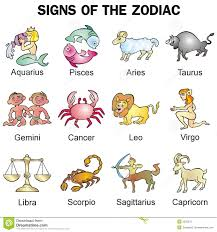 SIGNS OF THE ZODIAC
Aquarius Pisces Aries Taurus
Gemini Cancer Leo Virgo
Libra Scorpio Sagittarius Capricorn